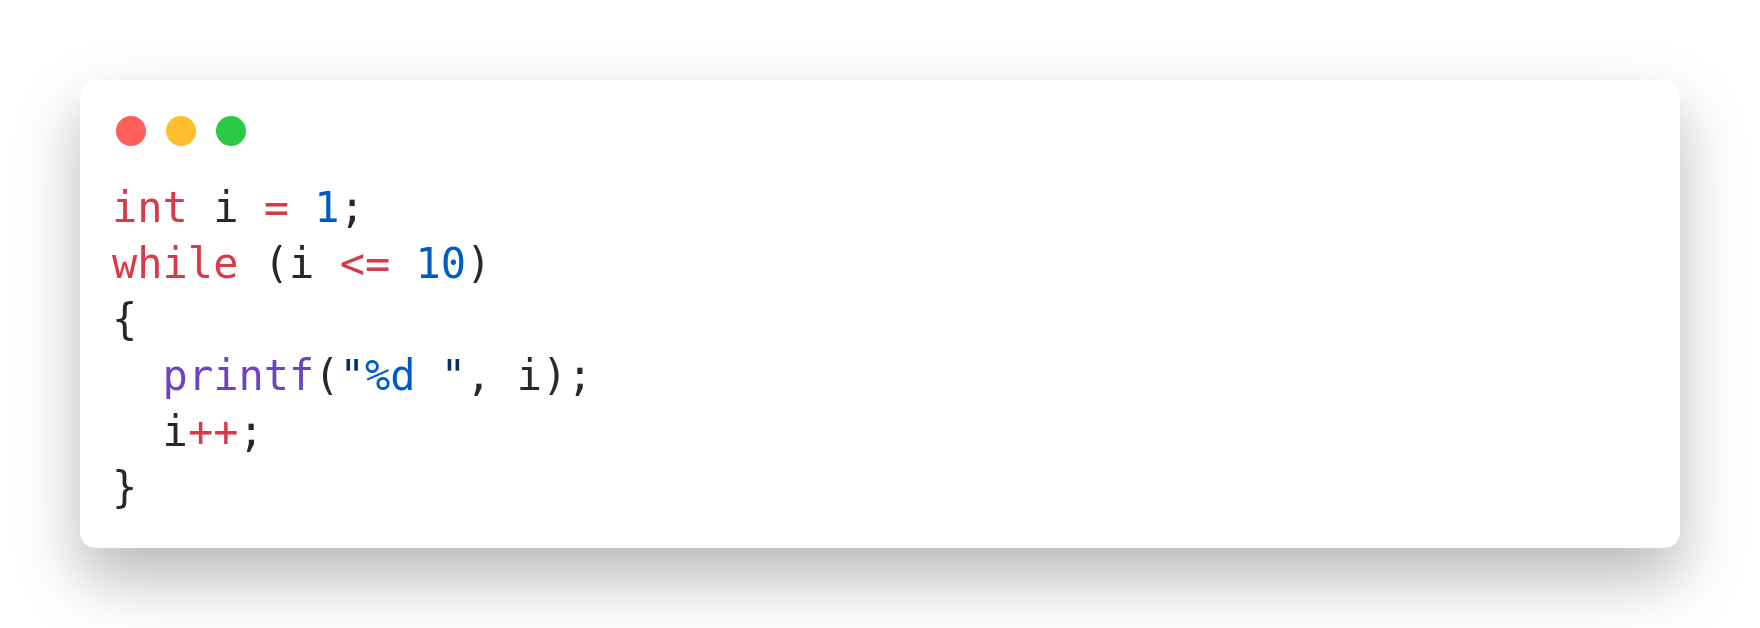 int i = 1;
while (i <= 10)
{
  printf("%d ", i);
  i++;
}